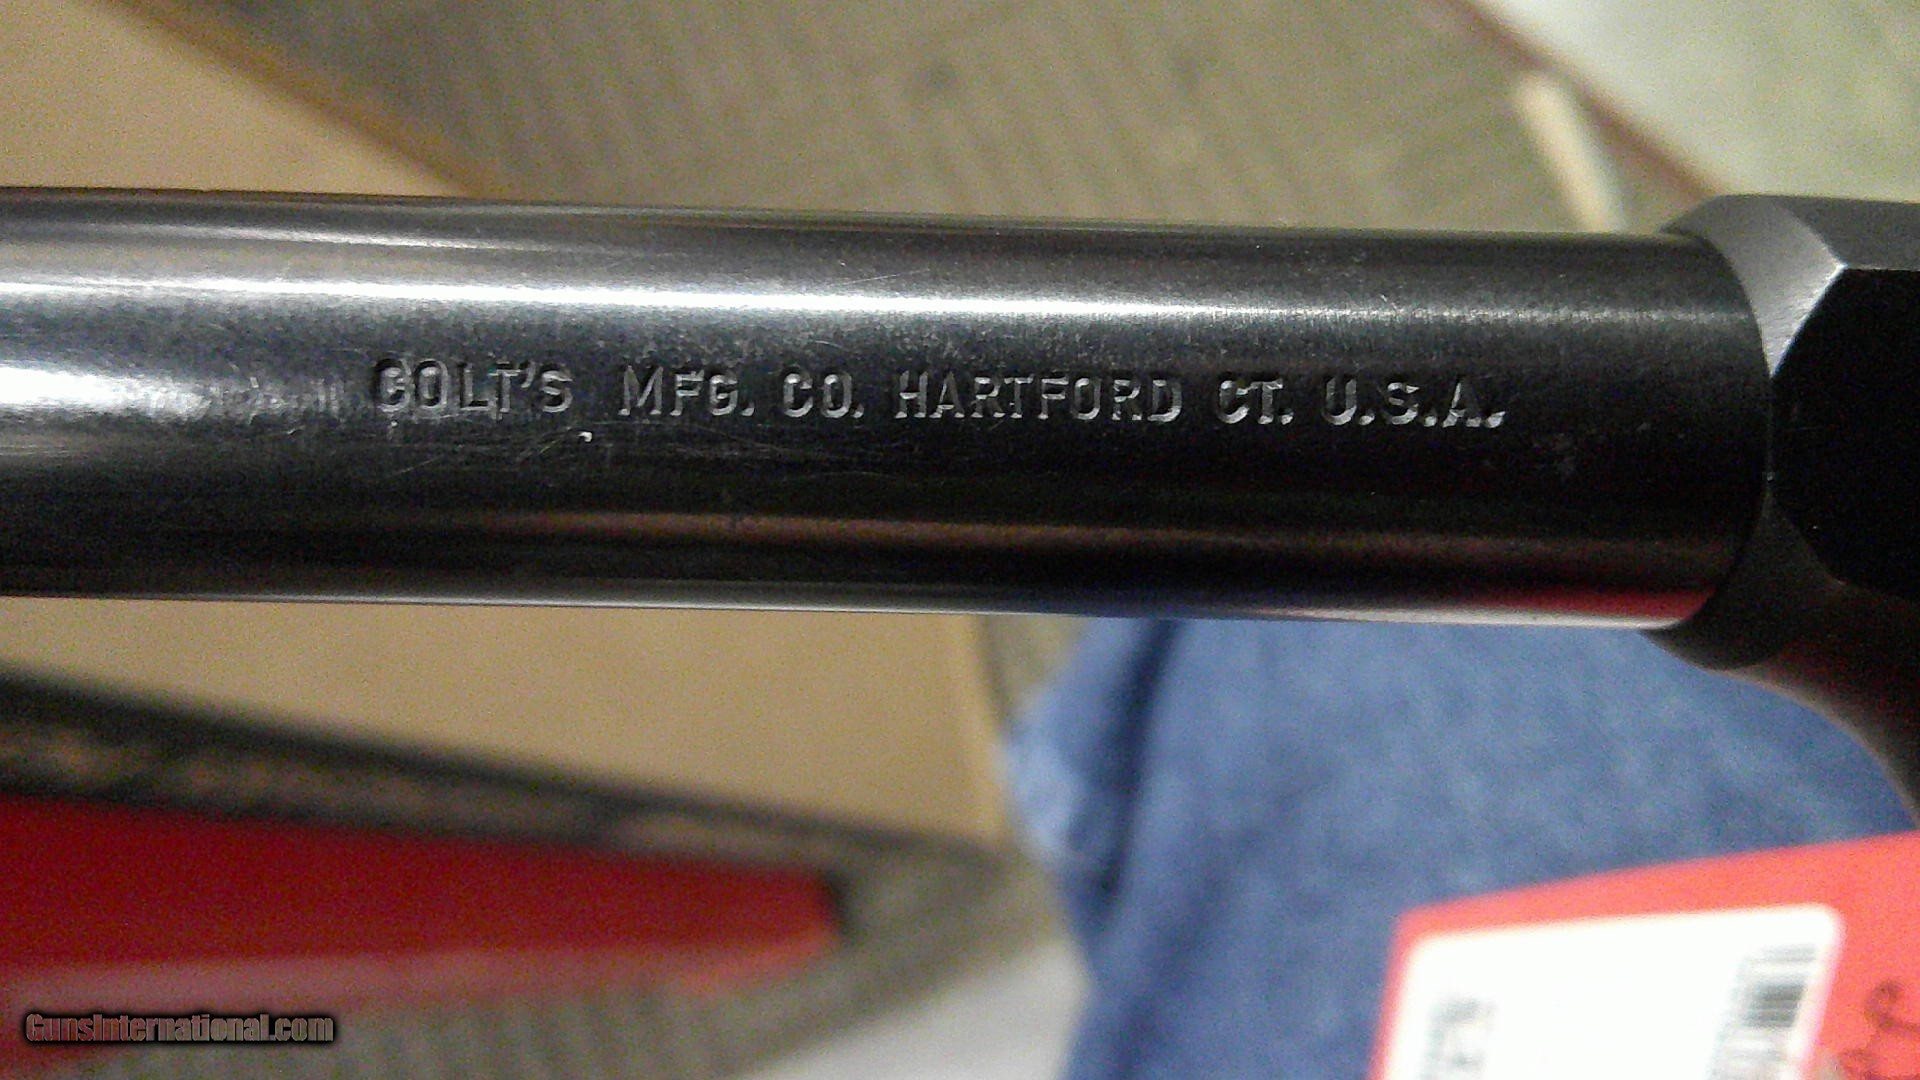 COLT'S MFG. CO. HARTFORD CT. U.S.A.
GunsInternational.com